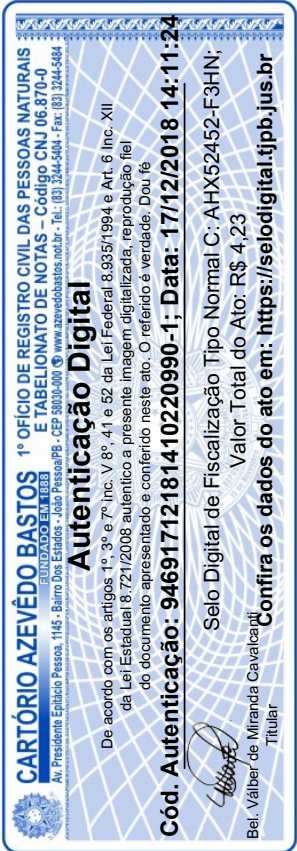 CARTÓRIO AZEVÊDO BASTOS
FUNDADO EM 1888
1º OFÍCIO DE REGISTRO CIVIL DAS PESSOAS NATURAIS
E TABELIONATO DE NOTAS – Código CNJ 06.870-0
Av. Presidente Epitácio Pessoa, 1145 - Bairro Dos Estados - João Pessoa/PB - CEP 58030-000 www.azevedobastos.not.br - Tel.: (83) 3244-5404 - Fax: (83) 3244-5484
Autenticação Digital
De acordo com os artigos 1º, 3º e 7º Inc. V 8º, 41 e 52 da Lei Federal 8.935/1994 e Art. 6 Inc. XII
da Lei Estadual 8.721/2008 autentico a presente imagem digitalizada, reprodução fiel
do documento apresentado e conferido neste ato. O referido é verdade. Dou fé
Cód. Autenticação: 94691712181410220990-1; Data: 17/12/2018 14:11:24
Selo Digital de Fiscalização Tipo Normal C: AHX52452-F3HN;
Valor Total do Ato: R$ 4,23
Bel. Válber de Miranda Cavalcanti
Titular
Confira os dados do ato em: https://selodigital.tjpb.jus.br